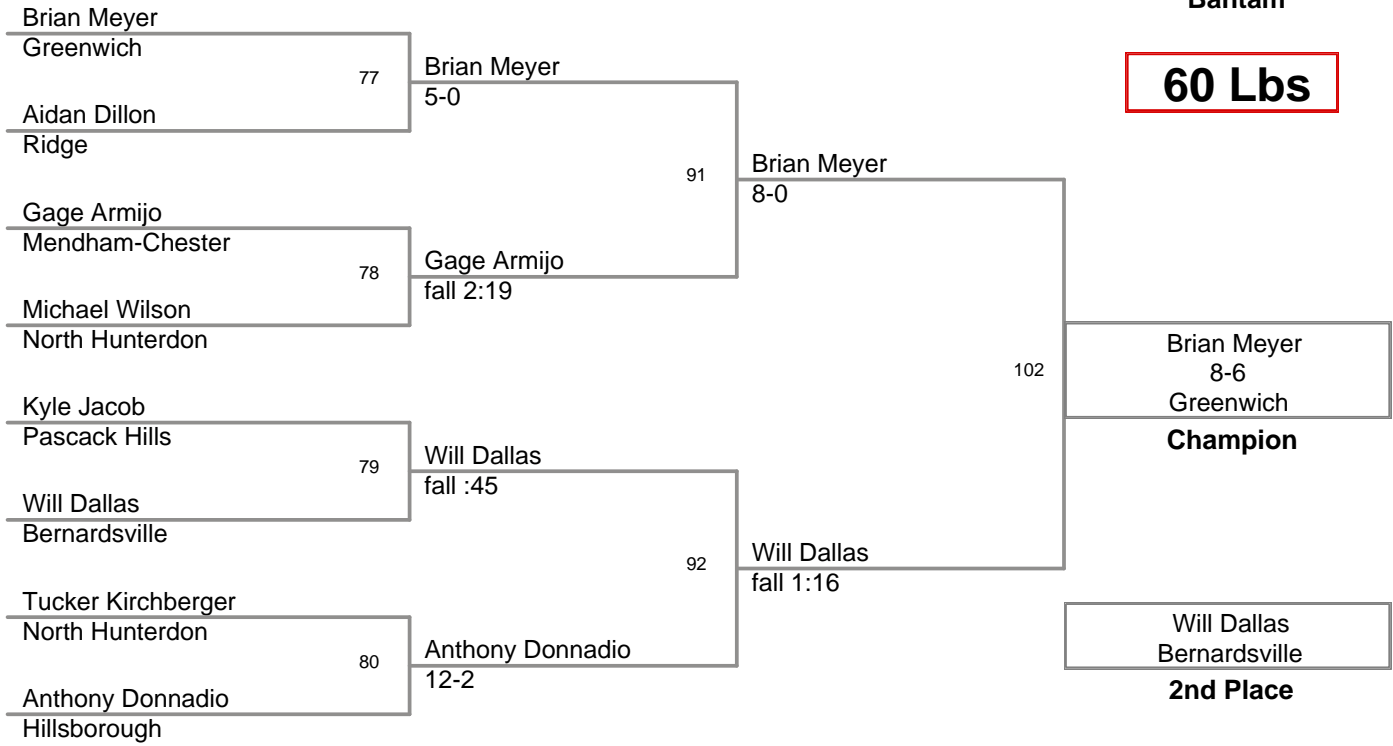 Bantam
60 Lbs
Brian Meyer
Greenwich
77
Aidan Dillon
Ridge
Brian Meyer
5-0
Gage Armijo
Mendham-Chester
78
Michael Wilson
North Hunterdon
Gage Armijo
fall 2:19
91
Brian Meyer
8-0
Kyle Jacob
Pascack Hills
79
Will Dallas
Bernardsville
Will Dallas
fall :45
Tucker Kirchberger
North Hunterdon
80
Anthony Donnadio
Hillsborough
Anthony Donnadio
12-2
92
Will Dallas
fall 1:16
102
Brian Meyer
8-6
Greenwich
Champion
Will Dallas
Bernardsville
2nd Place